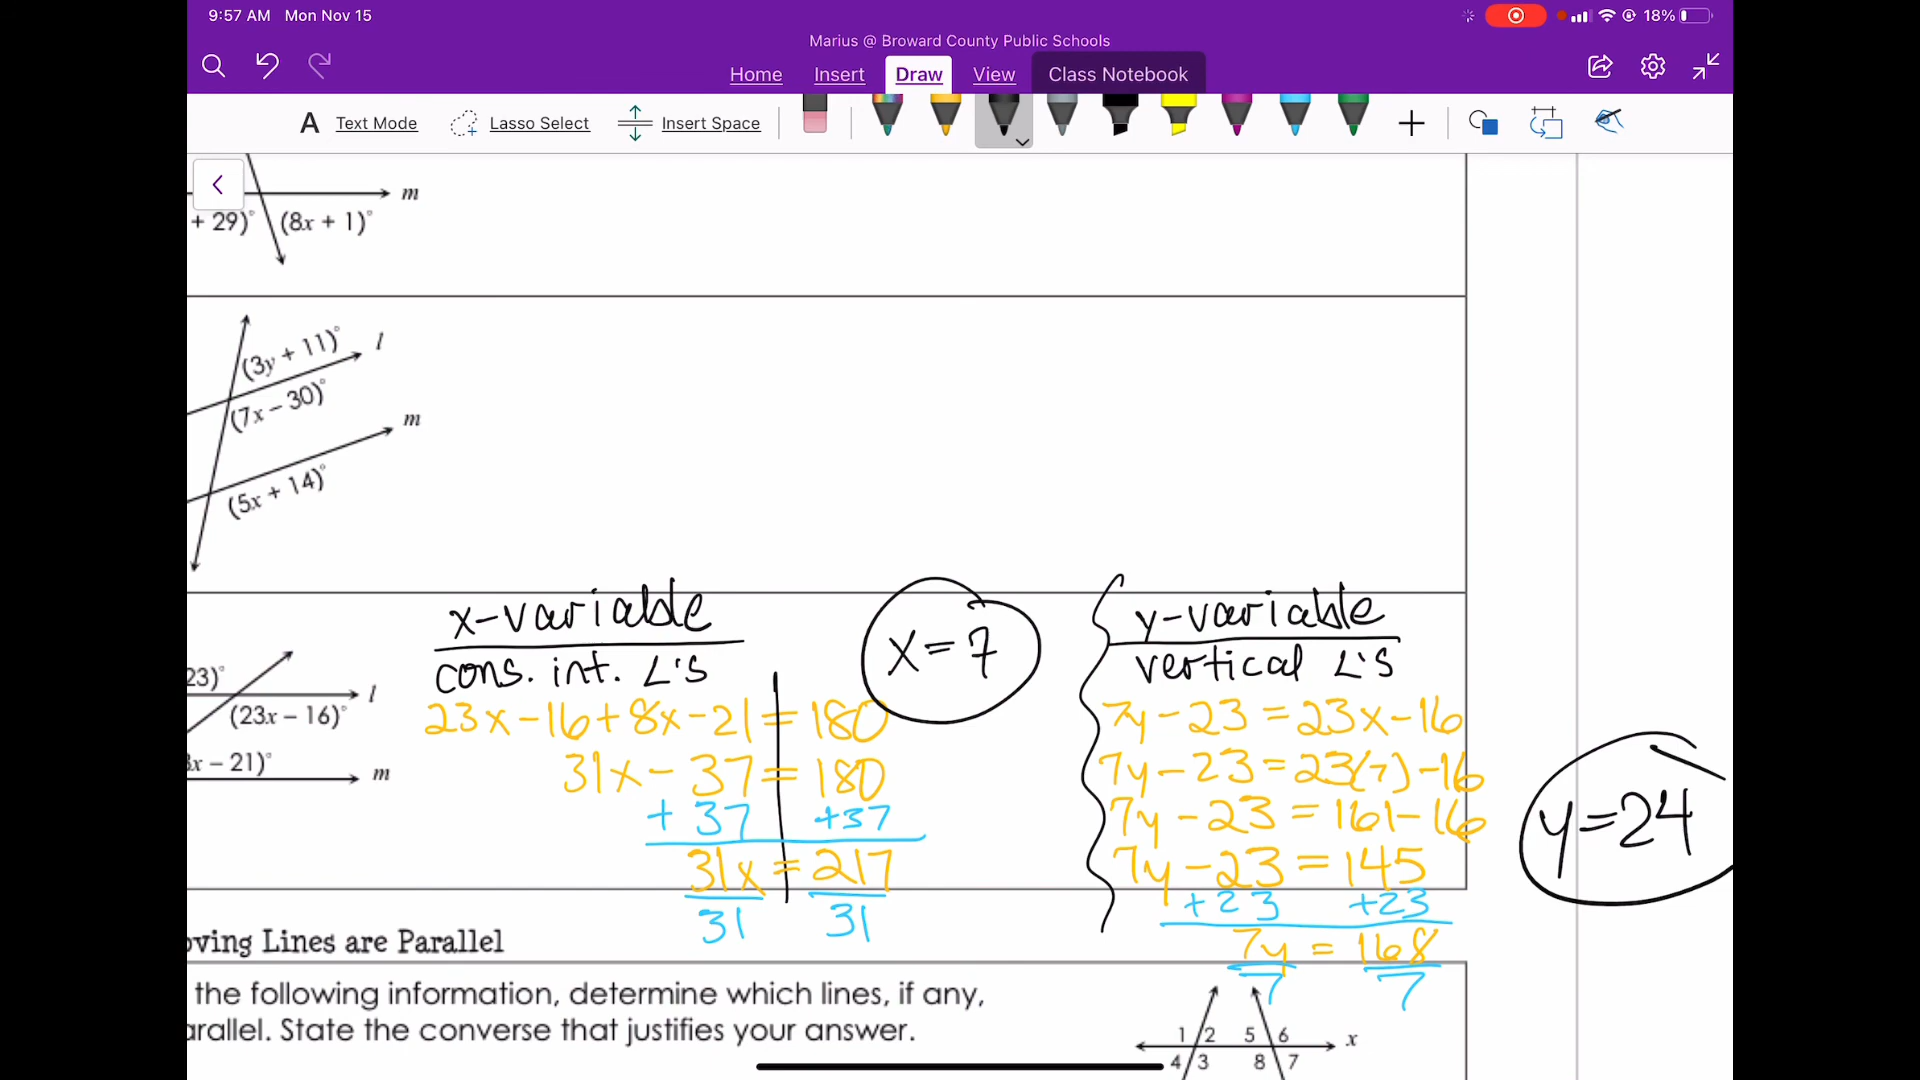 9:57 AM Mon Nov 15
18%
Marius @ Broward County Public Schools
Home Insert Draw View Class Notebook
A Text Mode Lasso Select Insert Space
m
+ 29)° (8x + 1)°
(3y + 11)° l
(7x – 30)°
m
(5x + 14)°
x-variable
cons. int. ∠'s
x = 7
y-variable
vertical ∠'s
23)° l
(23x – 16)°
x – 21)° m
23x-16+8x-21 = 180
31x - 37 = 180
+ 37 +37
31x = 217
31 31
7y-23 = 23x-16
7y-23 = 23(7)-16
7y-23 = 161-16
7y-23 = 145
+23 +23
7y = 168
7 7
y=24
oving Lines are Parallel
the following information, determine which lines, if any,
arallel. State the converse that justifies your answer.
1 2 5 6 x
4 3 8 7